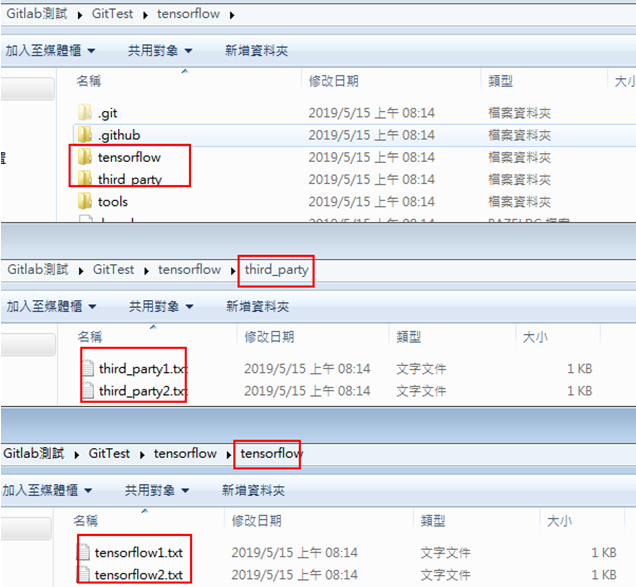 Gitlab測試 ▸ GitTest ▸ tensorflow ▸
加入至媒體櫃 ▼ 共用對象 ▼ 新增資料夾
名稱 修改日期 類型
.git 2019/5/15 上午 08:14 檔案資料夾
.github 2019/5/15 上午 08:14 檔案資料夾
tensorflow 2019/5/15 上午 08:14 檔案資料夾
third_party 2019/5/15 上午 08:14 檔案資料夾
tools 2019/5/15 上午 08:14 檔案資料夾
Gitlab測試 ▸ GitTest ▸ tensorflow ▸ third_party
加入至媒體櫃 ▼ 共用對象 ▼ 新增資料夾
名稱 修改日期 類型 大小
third_party1.txt 2019/5/15 上午 08:14 文字文件 1 KB
third_party2.txt 2019/5/15 上午 08:14 文字文件 1 KB
Gitlab測試 ▸ GitTest ▸ tensorflow ▸ tensorflow
加入至媒體櫃 ▼ 共用對象 ▼ 新增資料夾
名稱 修改日期 類型 大小
tensorflow1.txt 2019/5/15 上午 08:14 文字文件 1 KB
tensorflow2.txt 2019/5/15 上午 08:14 文字文件 1 KB